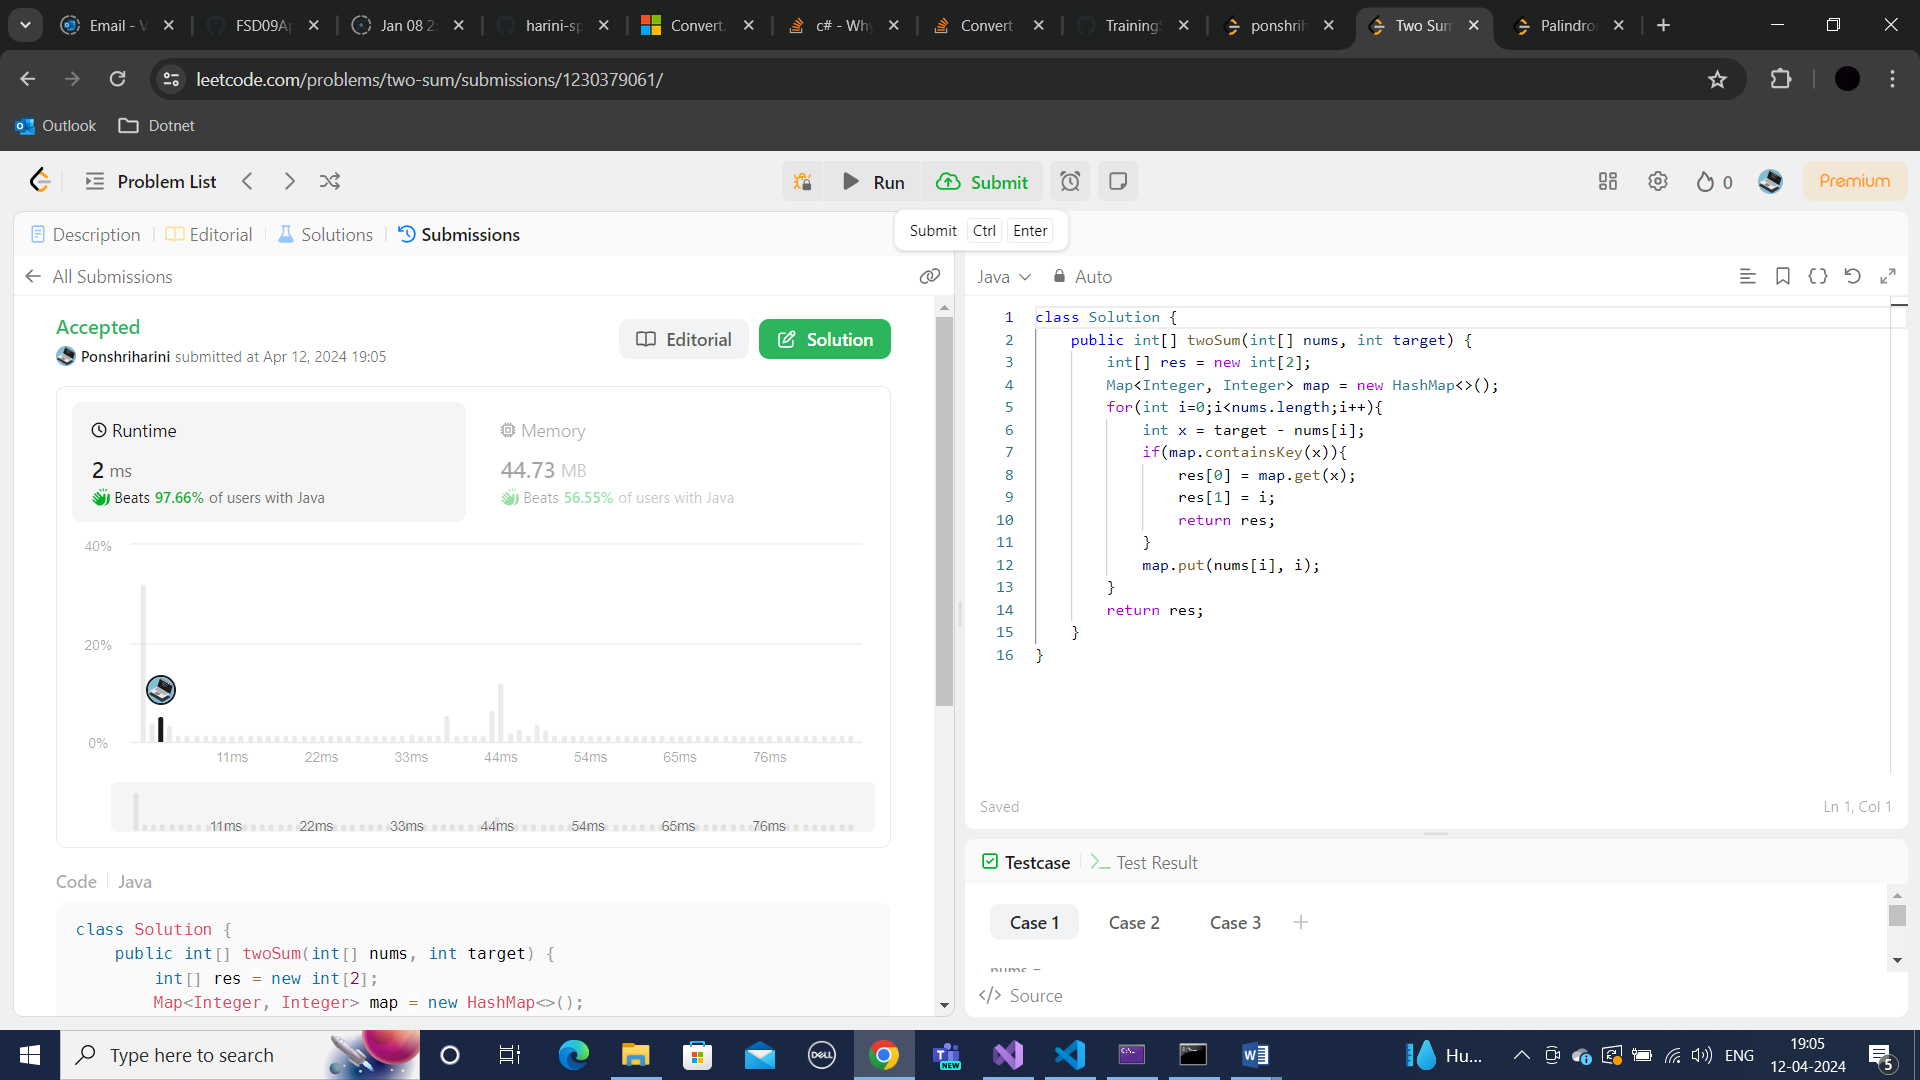 Email - V
FSD09Ap
Jan 08 2
harini-sp
Convert.
c# - Why
Convert
Training
ponshrih
Two Sum
Palindro
leetcode.com/problems/two-sum/submissions/1230379061/
Outlook
Dotnet
Problem List
Run
Submit
0
Premium
Description
Editorial
Solutions
Submissions
Submit Ctrl Enter
All Submissions
Accepted
Ponshriharini submitted at Apr 12, 2024 19:05
Editorial
Solution
Runtime
2 ms
Beats 97.66% of users with Java
Memory
44.73 MB
Beats 56.55% of users with Java
40%
20%
0%
11ms 22ms 33ms 44ms 54ms 65ms 76ms
11ms 22ms 33ms 44ms 54ms 65ms 76ms
Code Java
class Solution {
public int[] twoSum(int[] nums, int target) {
int[] res = new int[2];
Map<Integer, Integer> map = new HashMap<>();
Java Auto
1 class Solution {
2 public int[] twoSum(int[] nums, int target) {
3 int[] res = new int[2];
4 Map<Integer, Integer> map = new HashMap<>();
5 for(int i=0;i<nums.length;i++){
6 int x = target - nums[i];
7 if(map.containsKey(x)){
8 res[0] = map.get(x);
9 res[1] = i;
10 return res;
11 }
12 map.put(nums[i], i);
13 }
14 return res;
15 }
16 }
Saved
Ln 1, Col 1
Testcase
Test Result
Case 1
Case 2
Case 3
nums =
Source
Type here to search
DELL
NEW
Hu...
ENG
19:05
12-04-2024
5